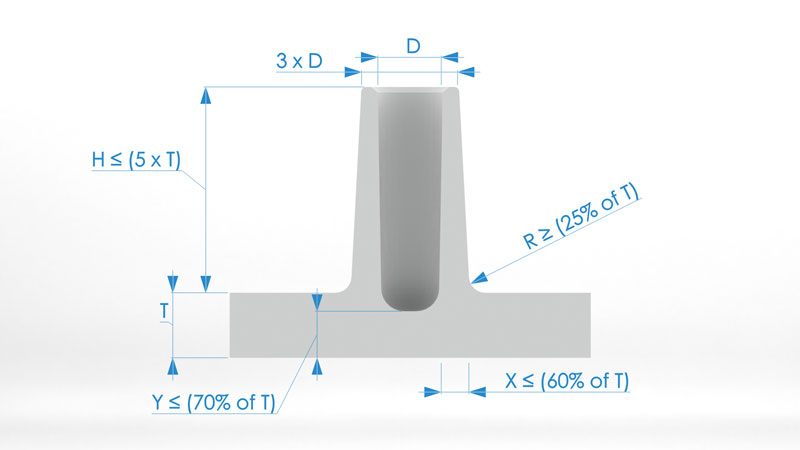 D
3 x D
H ≤ (5 x T)
R ≥ (25% of T)
T
X ≤ (60% of T)
Y ≤ (70% of T)